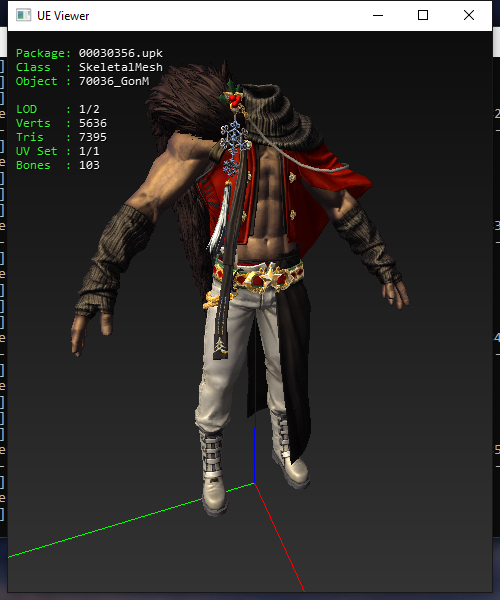 UE Viewer
Package: 00030356.upk
Class : SkeletalMesh
Object : 70036_GonM
LOD : 1/2
Verts : 5636
Tris : 7395
UV Set : 1/1
Bones : 103